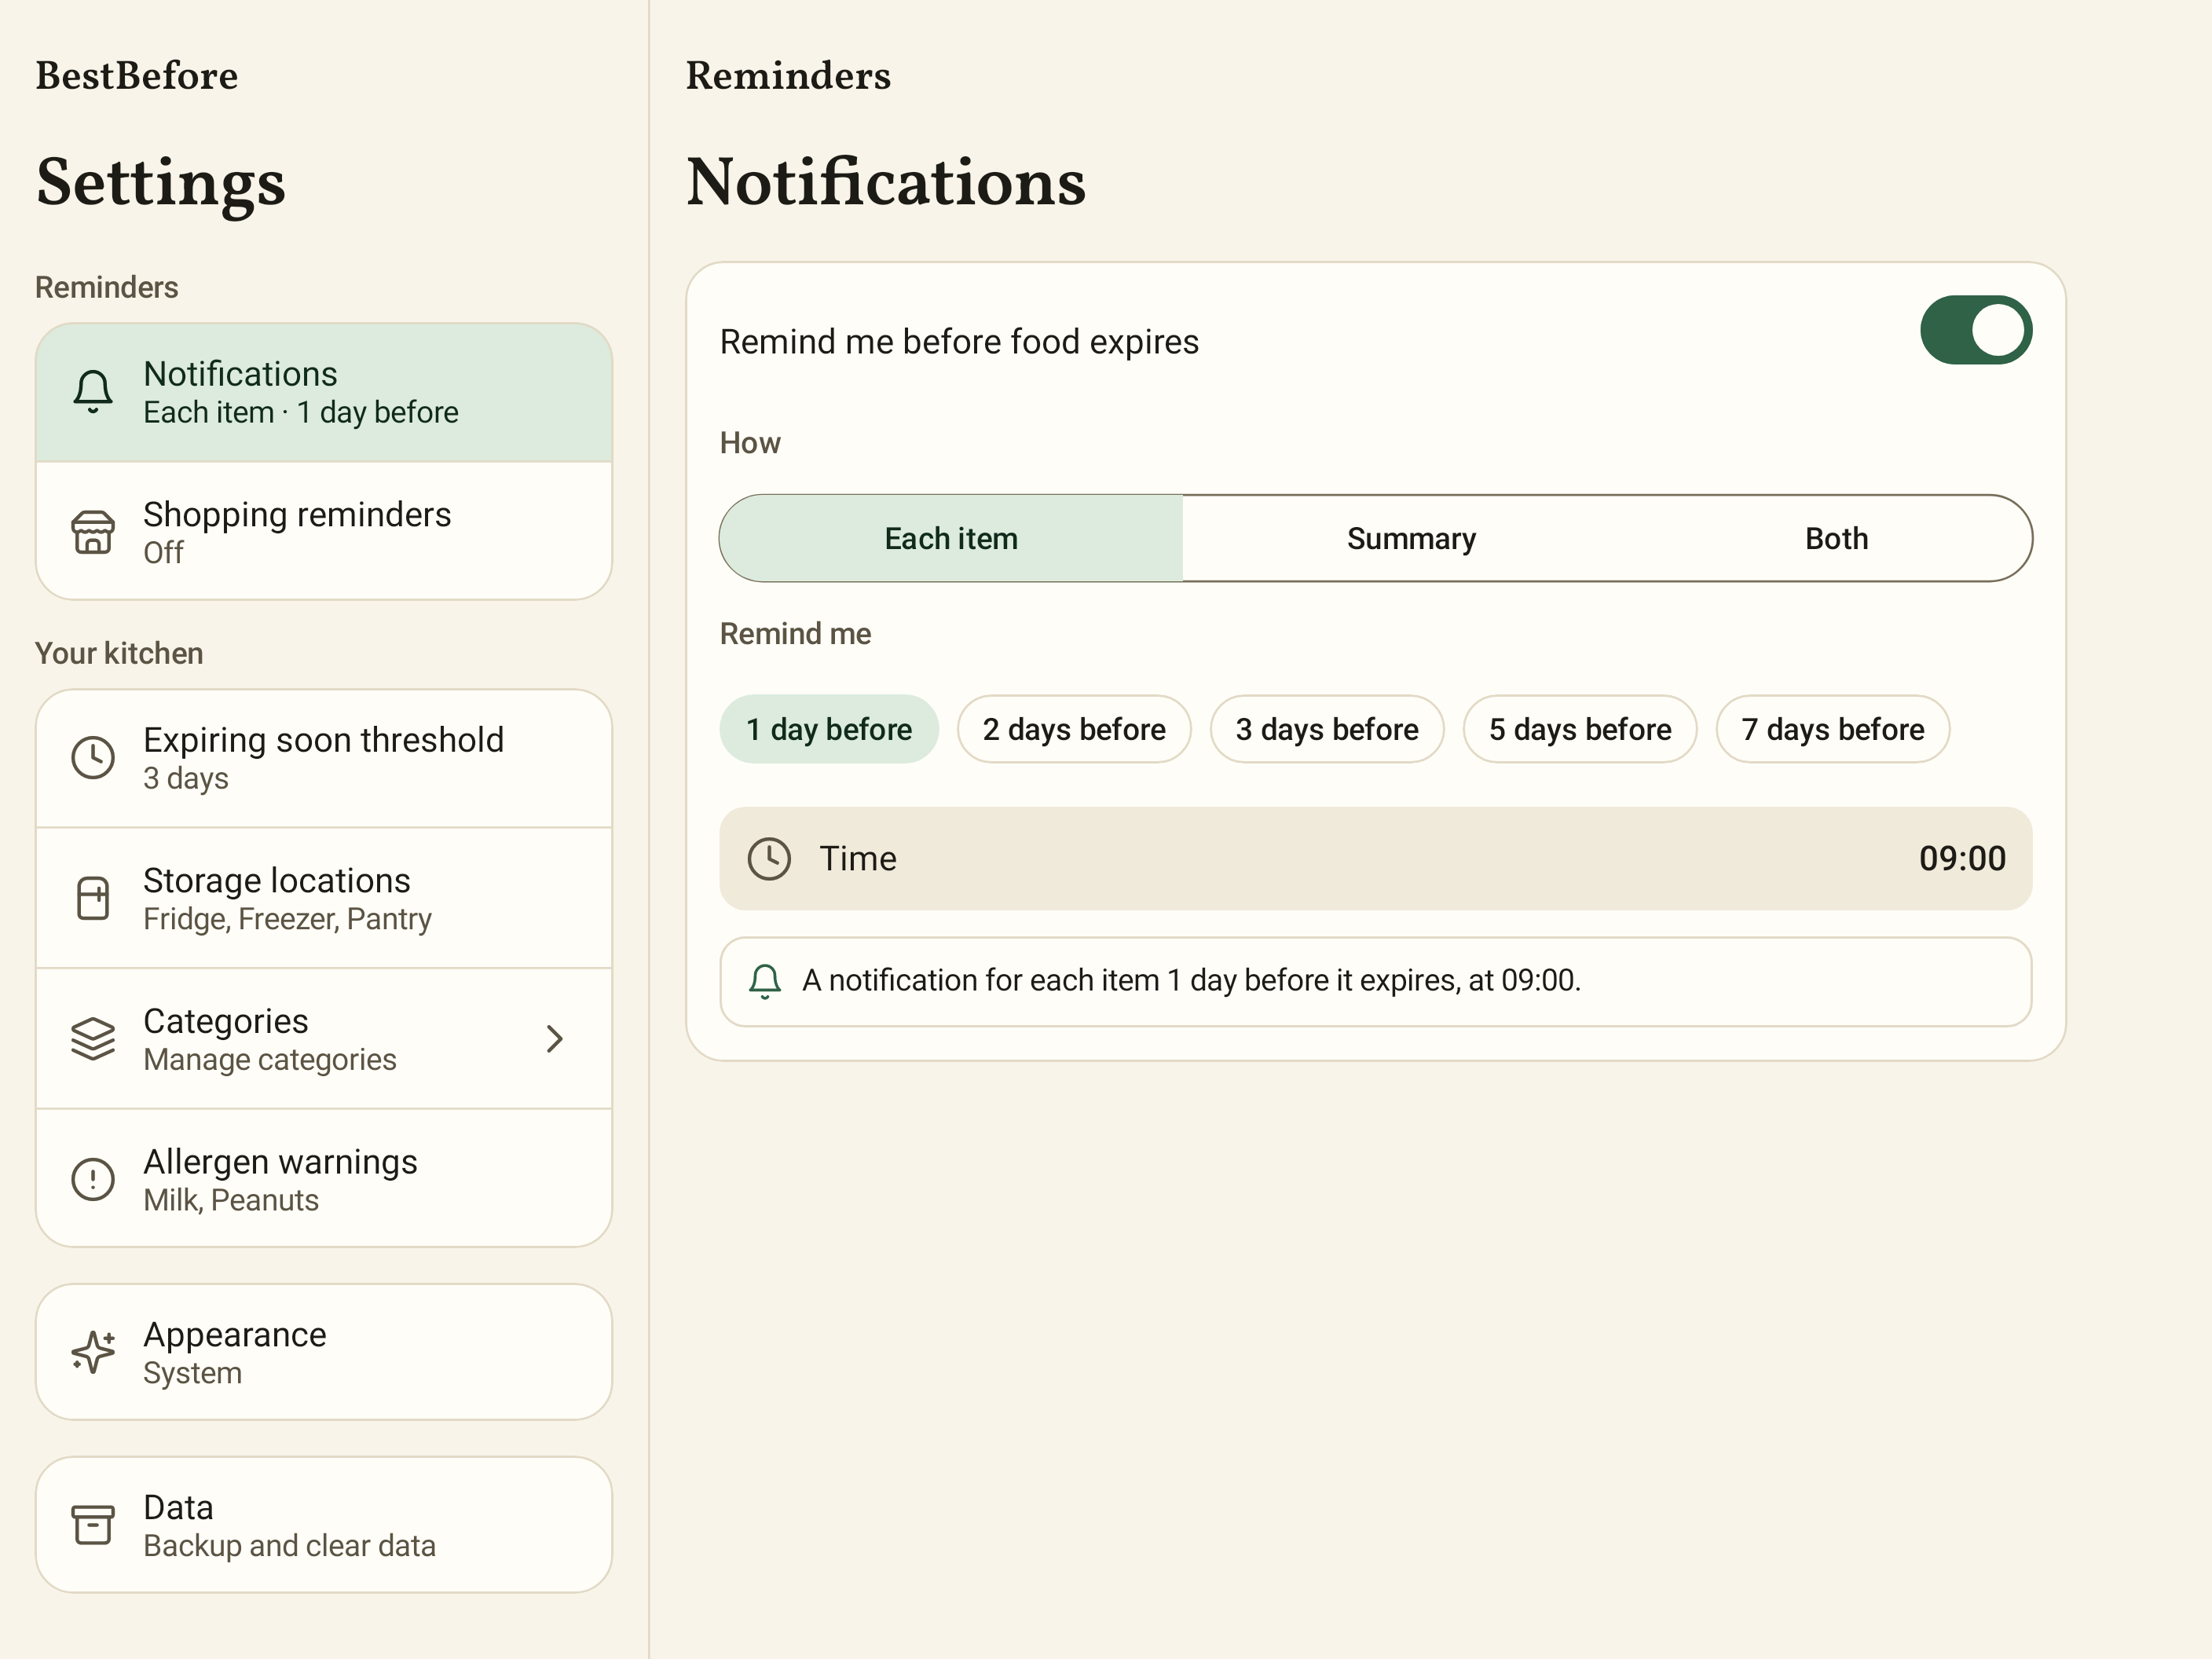 BestBefore
Settings
Reminders
Notifications
Each item · 1 day before
Shopping reminders
Off
Your kitchen
Expiring soon threshold
3 days
Storage locations
Fridge, Freezer, Pantry
Categories
Manage categories
Allergen warnings
Milk, Peanuts
Appearance
System
Data
Backup and clear data
Reminders
Notifications
Remind me before food expires
How
Each item Summary Both
Remind me
1 day before 2 days before 3 days before 5 days before 7 days before
Time 09:00
A notification for each item 1 day before it expires, at 09:00.